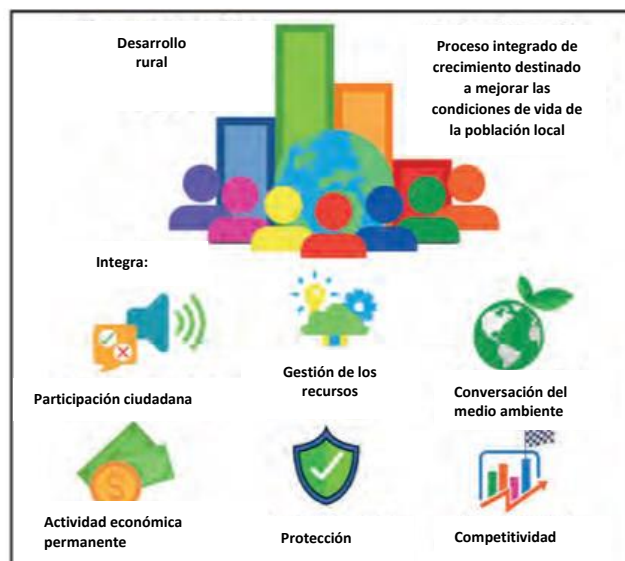 Desarrollo
rural
Proceso integrado de
crecimiento destinado
a mejorar las
condiciones de vida de
la población local
Integra:
Participación ciudadana
Gestión de los
recursos
Conversación del
medio ambiente
Actividad económica
permanente
Protección
Competitividad